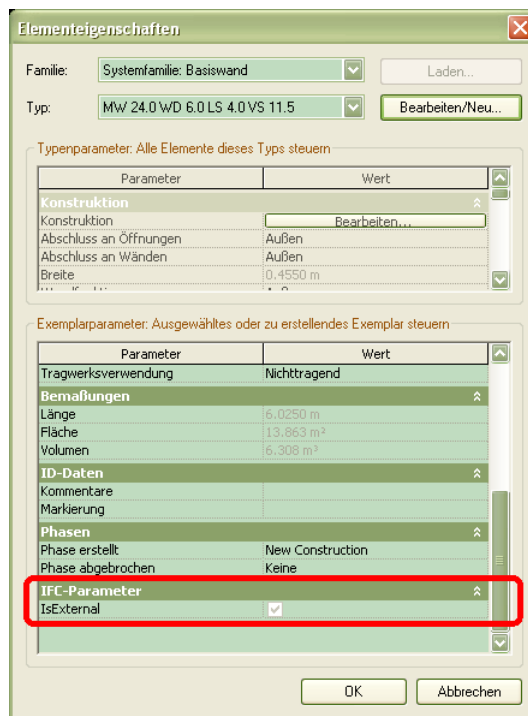 Elementeigenschaften
Familie: Systemfamilie: Basiswand Laden...
Typ: MW 24.0 WD 6.0 LS 4.0 VS 11.5 Bearbeiten/Neu...
Typenparameter: Alle Elemente dieses Typs steuern
Parameter Wert
Konstruktion
Konstruktion Bearbeiten...
Abschluss an Öffnungen Außen
Abschluss an Wänden Außen
Breite 0.4550 m
Exemplarparameter: Ausgewähltes oder zu erstellendes Exemplar steuern
Parameter Wert
Tragwerksverwendung Nichttragend
Bemaßungen
Länge 6.0250 m
Fläche 13.863 m²
Volumen 6.308 m³
ID-Daten
Kommentare
Markierung
Phasen
Phase erstellt New Construction
Phase abgebrochen Keine
IFC-Parameter
IsExternal
OK Abbrechen